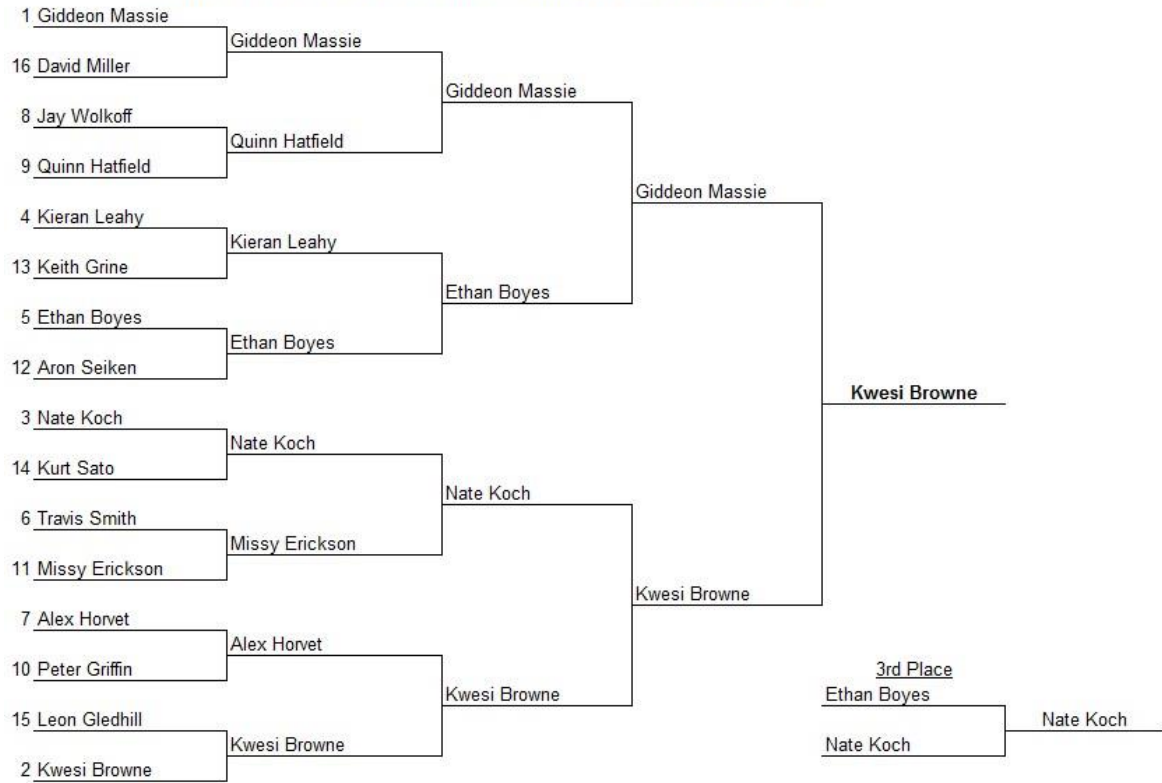 1 Giddeon Massie
16 David Miller
8 Jay Wolkoff
9 Quinn Hatfield
4 Kieran Leahy
13 Keith Grine
5 Ethan Boyes
12 Aron Seiken
3 Nate Koch
14 Kurt Sato
6 Travis Smith
11 Missy Erickson
7 Alex Horvet
10 Peter Griffin
15 Leon Gledhill
2 Kwesi Browne
Giddeon Massie
Quinn Hatfield
Kieran Leahy
Ethan Boyes
Nate Koch
Missy Erickson
Alex Horvet
Kwesi Browne
Giddeon Massie
Ethan Boyes
Nate Koch
Kwesi Browne
Giddeon Massie
Kwesi Browne
Kwesi Browne
3rd Place
Ethan Boyes
Nate Koch
Nate Koch